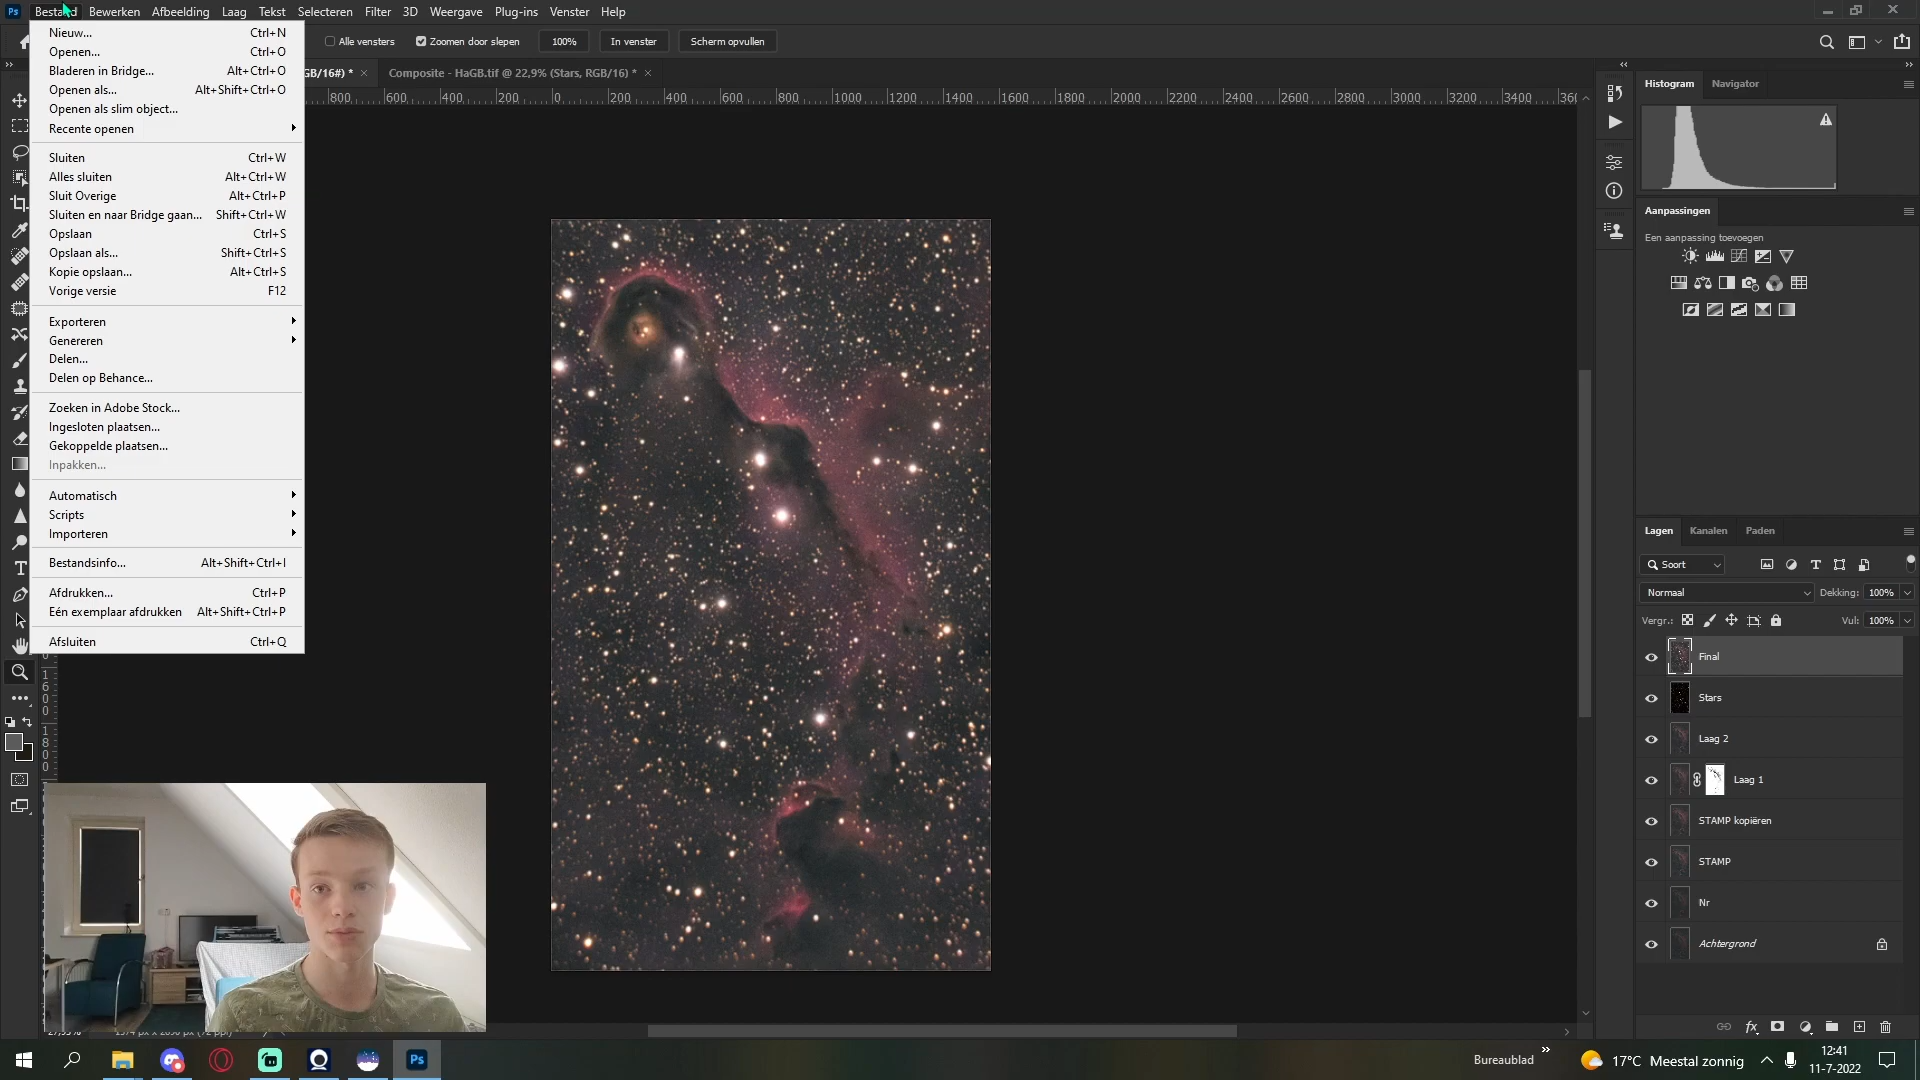 Ps Bestand Bewerken Afbeelding Laag Tekst Selecteren Filter 3D Weergave Plug-ins Venster Help
Alle vensters Zoomen door slepen 100% In venster Scherm opvullen
GB/16#) * × Composite - HaGB.tif @ 22,9% (Stars, RGB/16) * ×
800 600 400 200 0 200 400 600 800 1000 1200 1400 1600 1800 2000 2200 2400 2600 2800 3000 3200 3400
Nieuw... Ctrl+N
Openen... Ctrl+O
Bladeren in Bridge... Alt+Ctrl+O
Openen als... Alt+Shift+Ctrl+O
Openen als slim object...
Recente openen
Sluiten Ctrl+W
Alles sluiten Alt+Ctrl+W
Sluit Overige Alt+Ctrl+P
Sluiten en naar Bridge gaan... Shift+Ctrl+W
Opslaan Ctrl+S
Opslaan als... Shift+Ctrl+S
Kopie opslaan... Alt+Ctrl+S
Vorige versie F12
Exporteren
Genereren
Delen...
Delen op Behance...
Zoeken in Adobe Stock...
Ingesloten plaatsen...
Gekoppelde plaatsen...
Inpakken...
Automatisch
Scripts
Importeren
Bestandsinfo... Alt+Shift+Ctrl+I
Afdrukken... Ctrl+P
Eén exemplaar afdrukken Alt+Shift+Ctrl+P
Afsluiten Ctrl+Q
1600
1800
Histogram Navigator
Aanpassingen
Een aanpassing toevoegen
Lagen Kanalen Paden
Soort
Normaal Dekking: 100%
Vergr.: Vul: 100%
Final
Stars
Laag 2
Laag 1
STAMP kopiëren
STAMP
Nr
Achtergrond
fx
Ps Bureaublad 17°C Meestal zonnig 12:41
11-7-2022